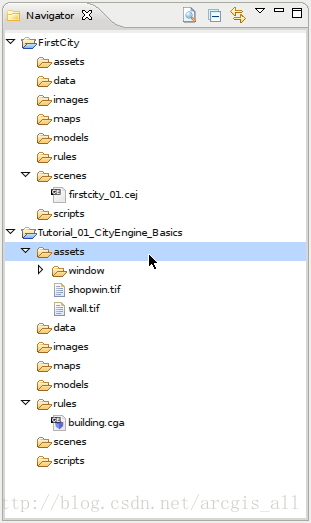 Navigator
FirstCity
assets
data
images
maps
models
rules
scenes
firstcity_01.cej
scripts
Tutorial_01_CityEngine_Basics
assets
window
shopwin.tif
wall.tif
data
images
maps
models
rules
building.cga
scenes
scripts
ttp://blog.csdn.net/arcgis_all